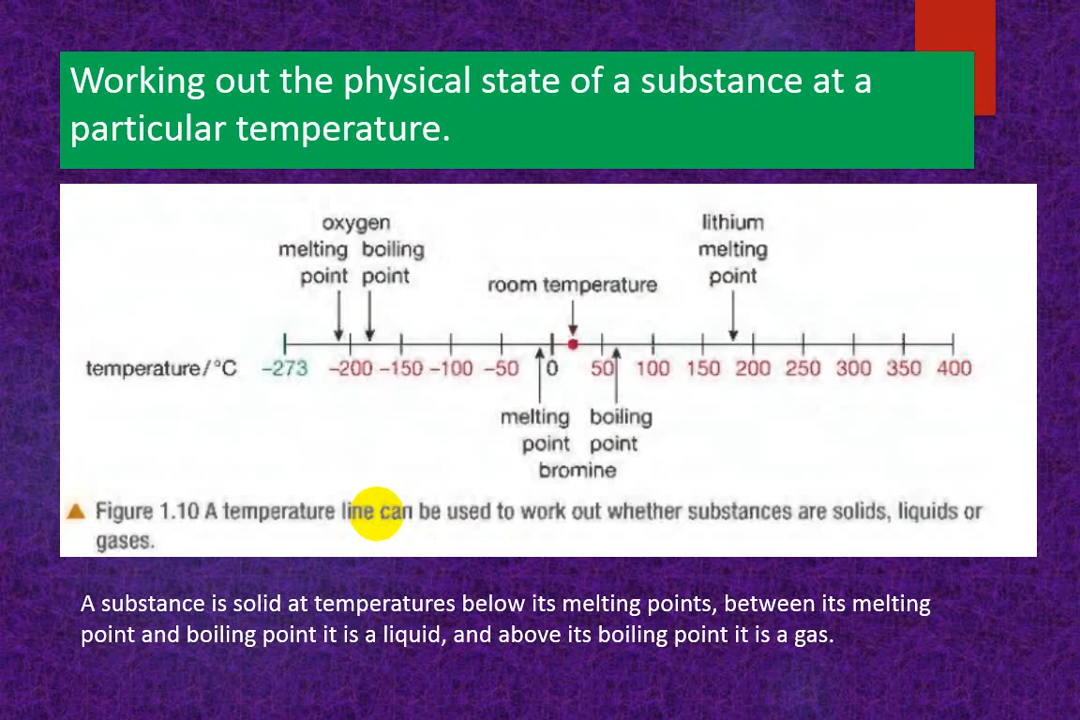 Working out the physical state of a substance at a
particular temperature.
oxygen
melting boiling
point point
lithium
melting
point
room temperature
temperature/°C -273 -200 -150 -100 -50 0 50 100 150 200 250 300 350 400
melting boiling
point point
bromine
▲ Figure 1.10 A temperature line can be used to work out whether substances are solids, liquids or
gases.
A substance is solid at temperatures below its melting points, between its melting
point and boiling point it is a liquid, and above its boiling point it is a gas.